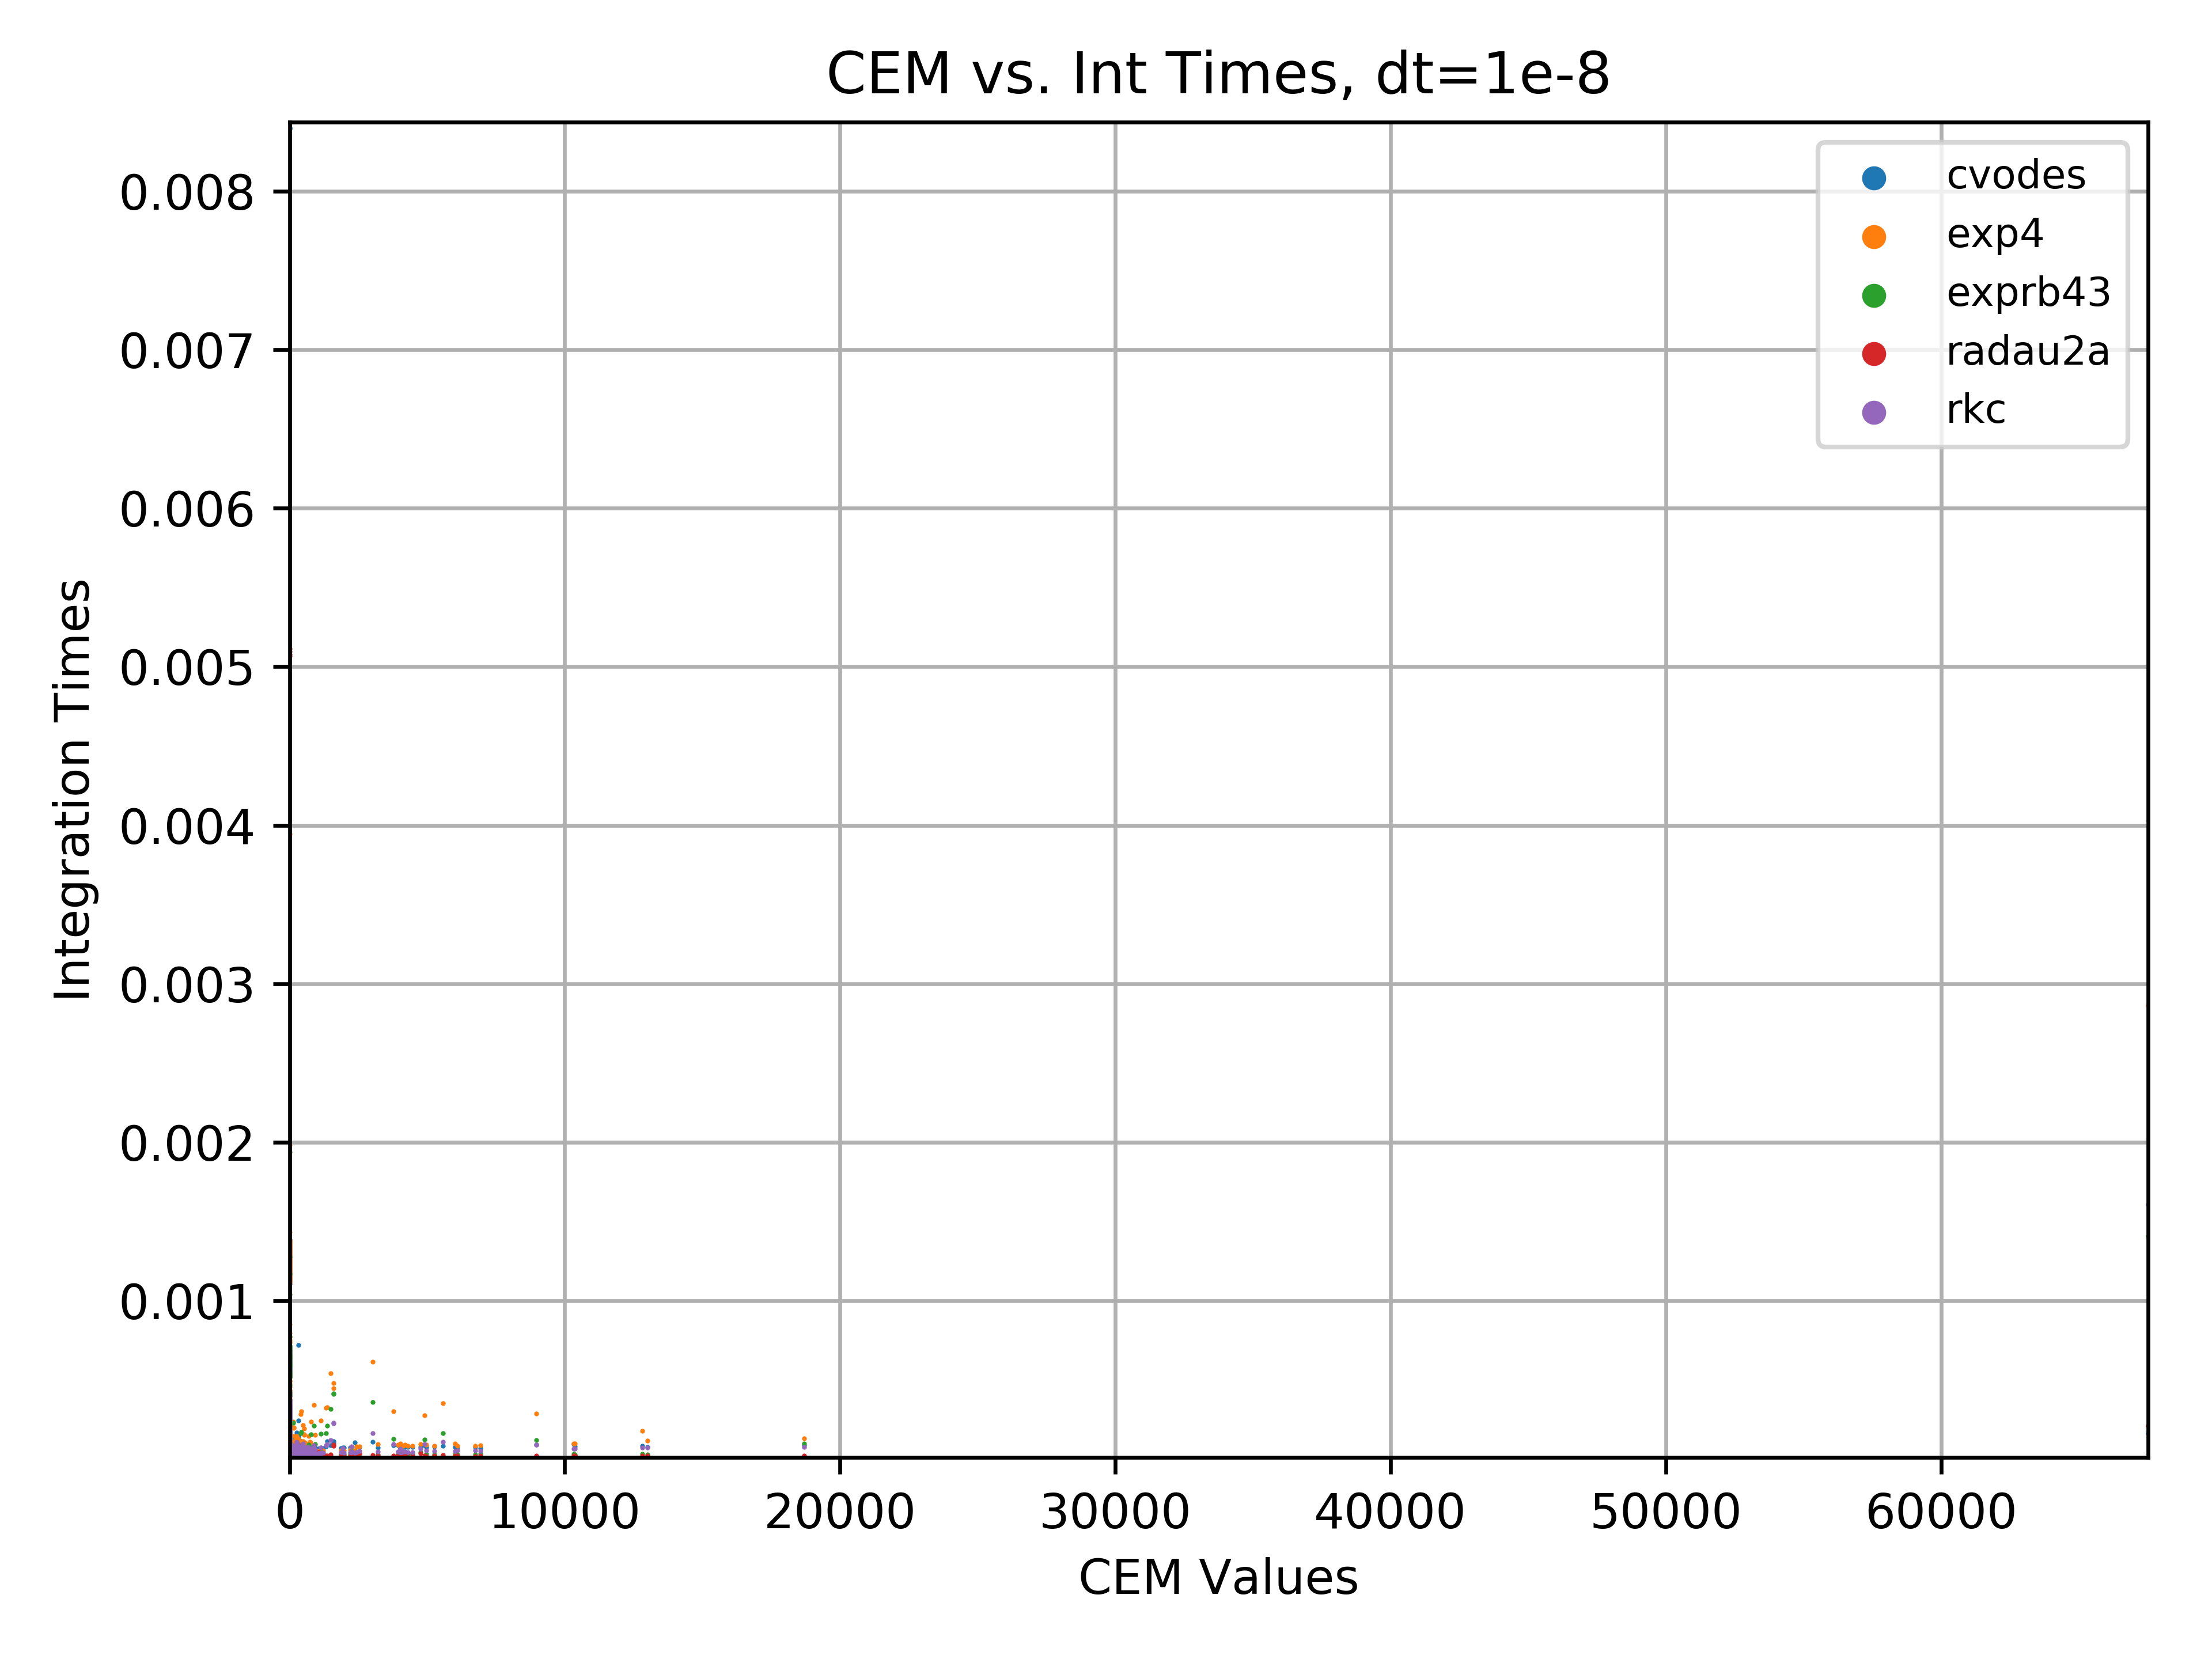 CEM vs. Int Times, dt=1e-8
cvodes
exp4
exprb43
radau2a
rkc
0.008
0.007
0.006
0.005
0.004
0.003
0.002
0.001
Integration Times
0 10000 20000 30000 40000 50000 60000
CEM Values